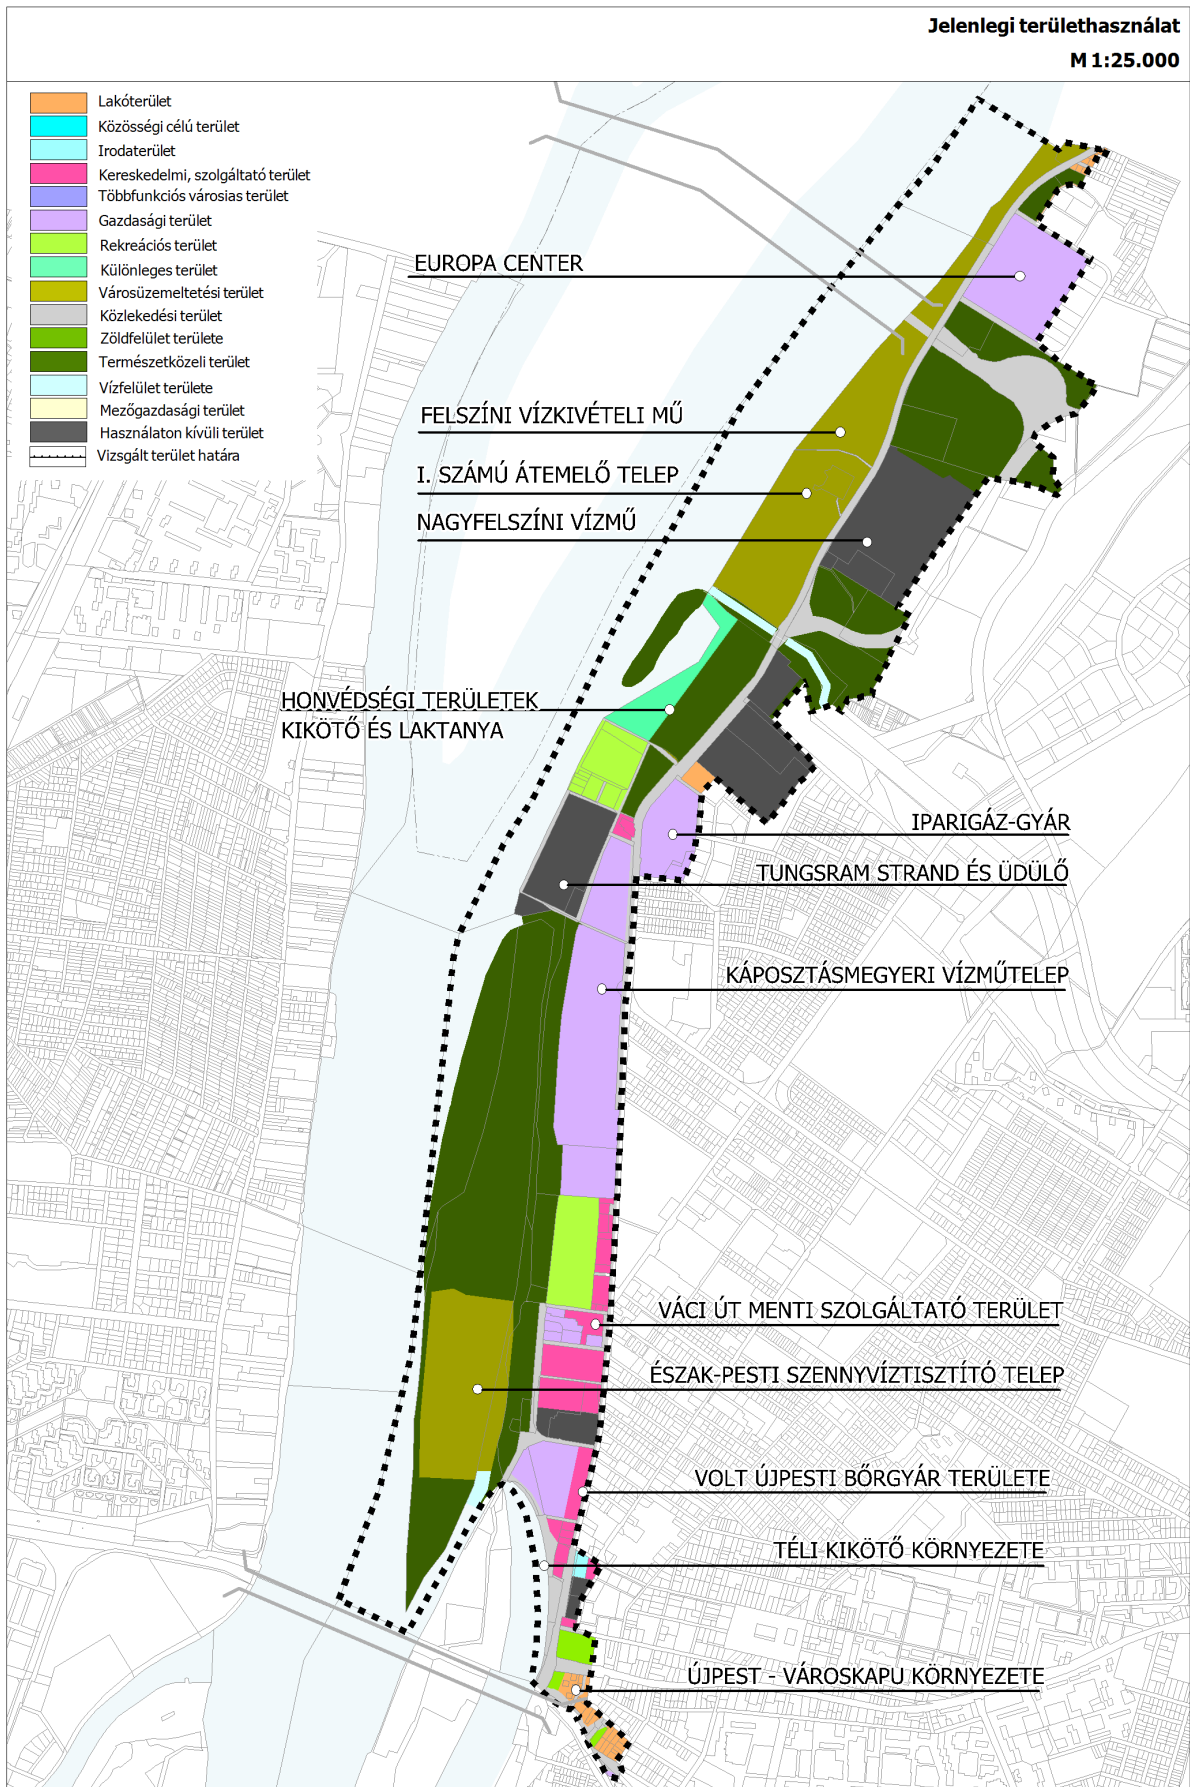 Jelenlegi területhasználat
M 1:25.000
Lakóterület
Közösségi célú terület
Irodaterület
Kereskedelmi, szolgáltató terület
Többfunkciós városias terület
Gazdasági terület
Rekreációs terület
Különleges terület
Városüzemeltetési terület
Közlekedési terület
Zöldfelület területe
Természetközeli terület
Vízfelület területe
Mezőgazdasági terület
Használaton kívüli terület
Vizsgált terület határa
EUROPA CENTER
FELSZÍNI VÍZKIVÉTELI MŰ
I. SZÁMÚ ÁTEMELŐ TELEP
NAGYFELSZÍNI VÍZMŰ
HONVÉDSÉGI TERÜLETEK
KIKÖTŐ ÉS LAKTANYA
IPARIGÁZ-GYÁR
TUNGSRAM STRAND ÉS ÜDÜLŐ
KÁPOSZTÁSMEGYERI VÍZMŰTELEP
VÁCI ÚT MENTI SZOLGÁLTATÓ TERÜLET
ÉSZAK-PESTI SZENNYVÍZTISZTÍTÓ TELEP
VOLT ÚJPESTI BŐRGYÁR TERÜLETE
TÉLI KIKÖTŐ KÖRNYEZETE
ÚJPEST - VÁROSKAPU KÖRNYEZETE